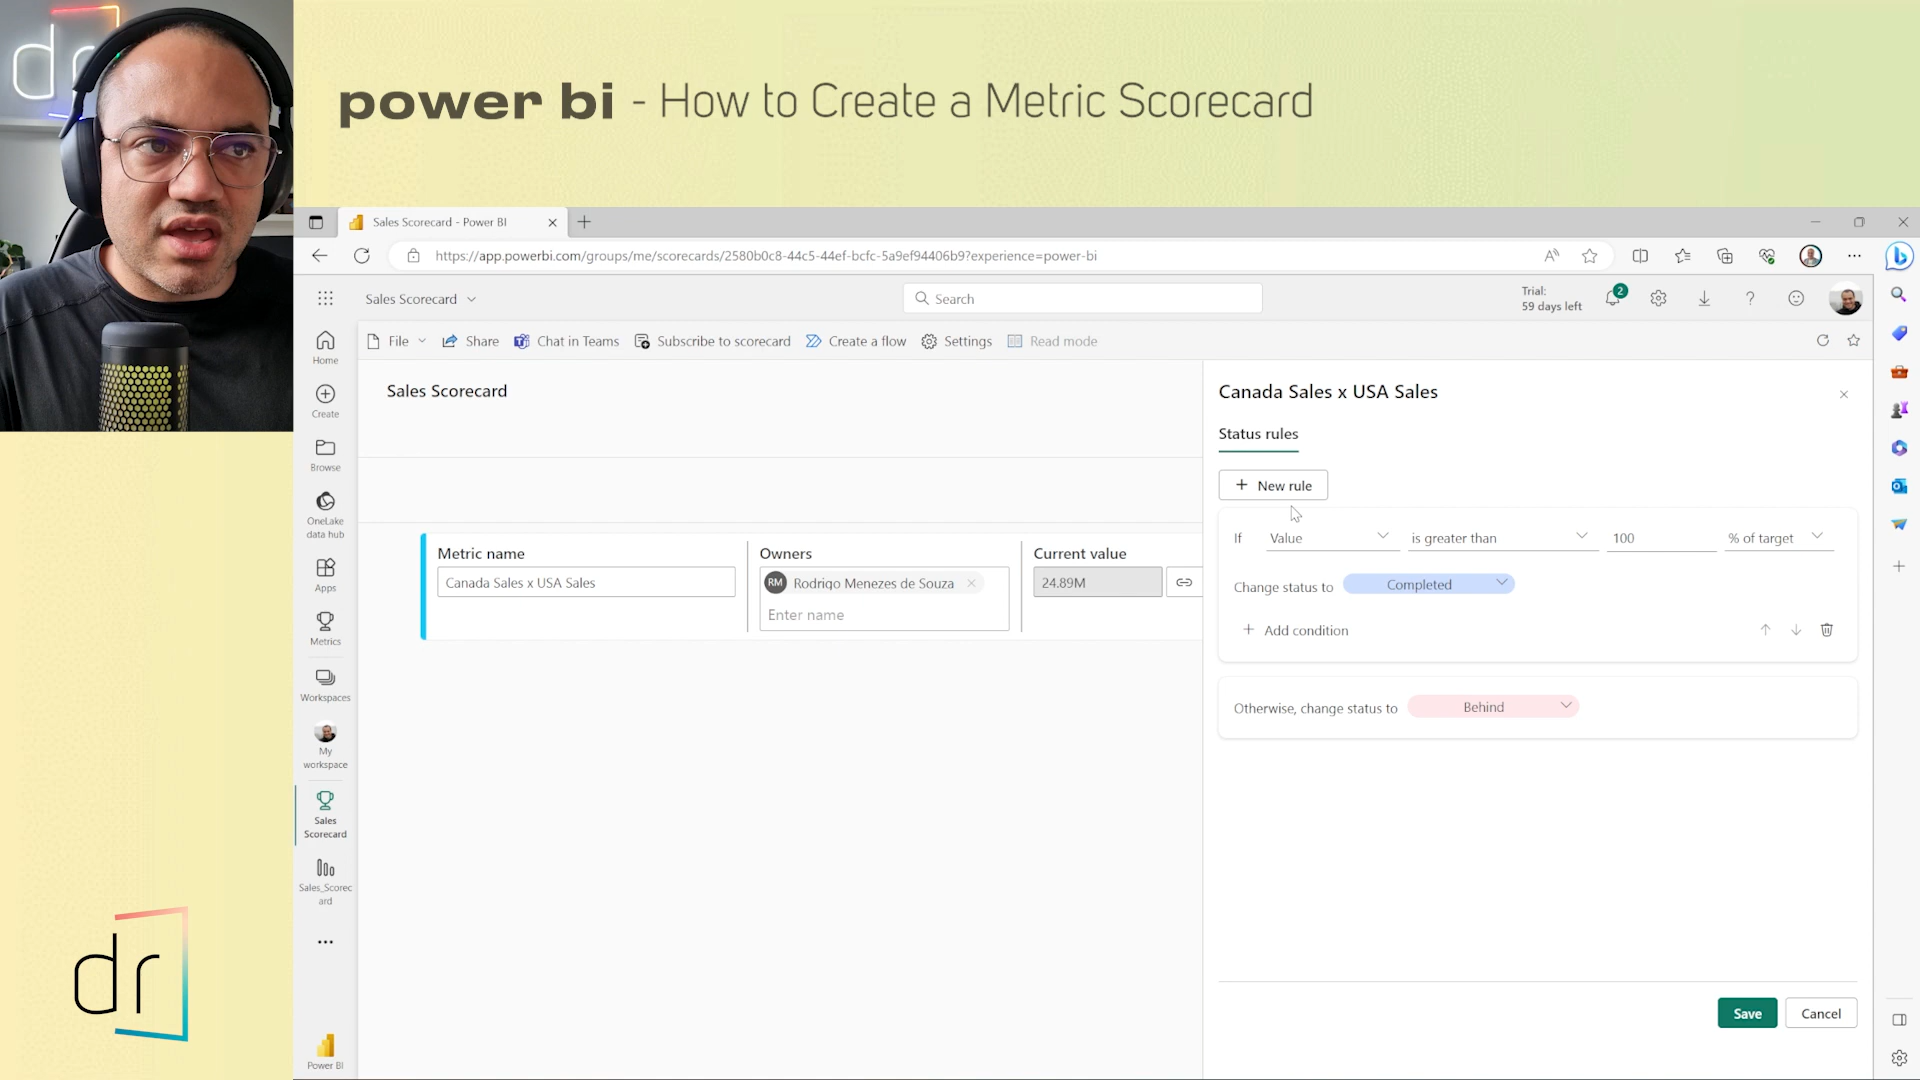 dr
power bi - How to Create a Metric Scorecard
Sales Scorecard - Power BI
https://app.powerbi.com/groups/me/scorecards/2580b0c8-44c5-44ef-bcfc-5a9ef94406b9?experience=power-bi
Sales Scorecard
Search
Trial:
59 days left
2
File
Share
Chat in Teams
Subscribe to scorecard
Create a flow
Settings
Read mode
Home
Create
Browse
OneLake
data hub
Apps
Metrics
Workspaces
My
workspace
Sales
Scorecard
Sales_Scorec
ard
Power BI
Sales Scorecard
Metric name
Canada Sales x USA Sales
Owners
RM Rodrigo Menezes de Souza
Enter name
Current value
24.89M
Canada Sales x USA Sales
Status rules
New rule
If Value is greater than 100 % of target
Change status to Completed
Add condition
Otherwise, change status to Behind
Save
Cancel
dr